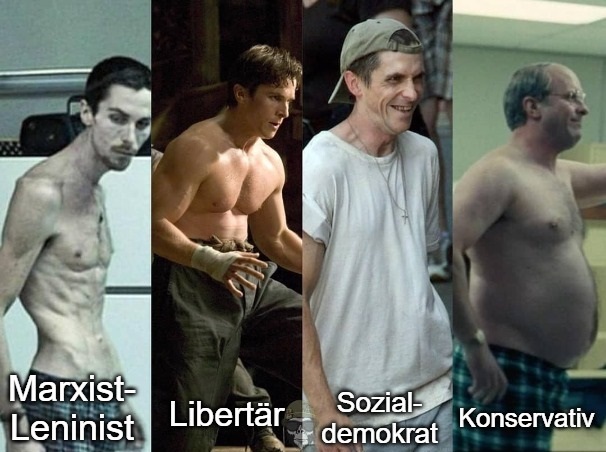 Marxist-
Leninist
Libertär
Sozial-
demokrat
Konservativ